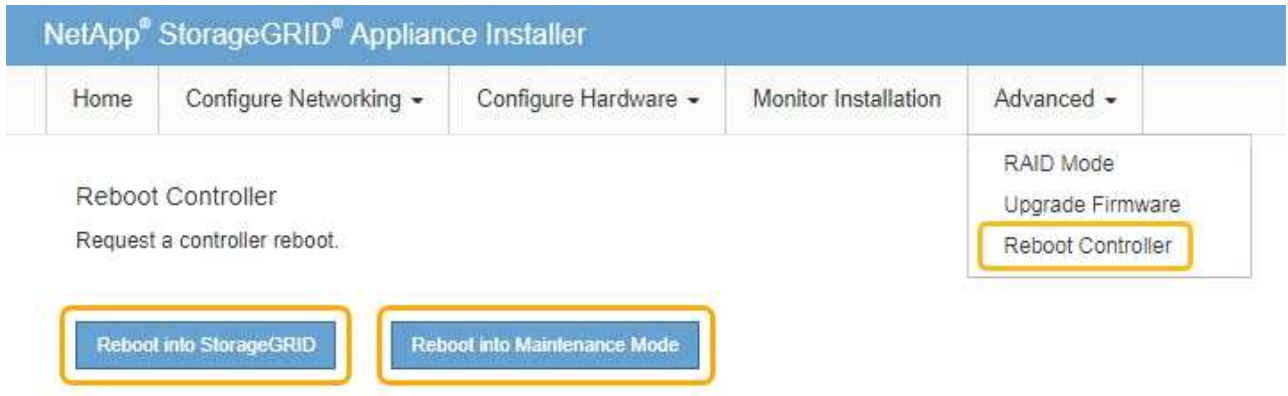 NetApp® StorageGRID® Appliance Installer
Home Configure Networking Configure Hardware Monitor Installation Advanced
RAID Mode
Upgrade Firmware
Reboot Controller
Reboot Controller
Request a controller reboot.
Reboot into StorageGRID Reboot into Maintenance Mode